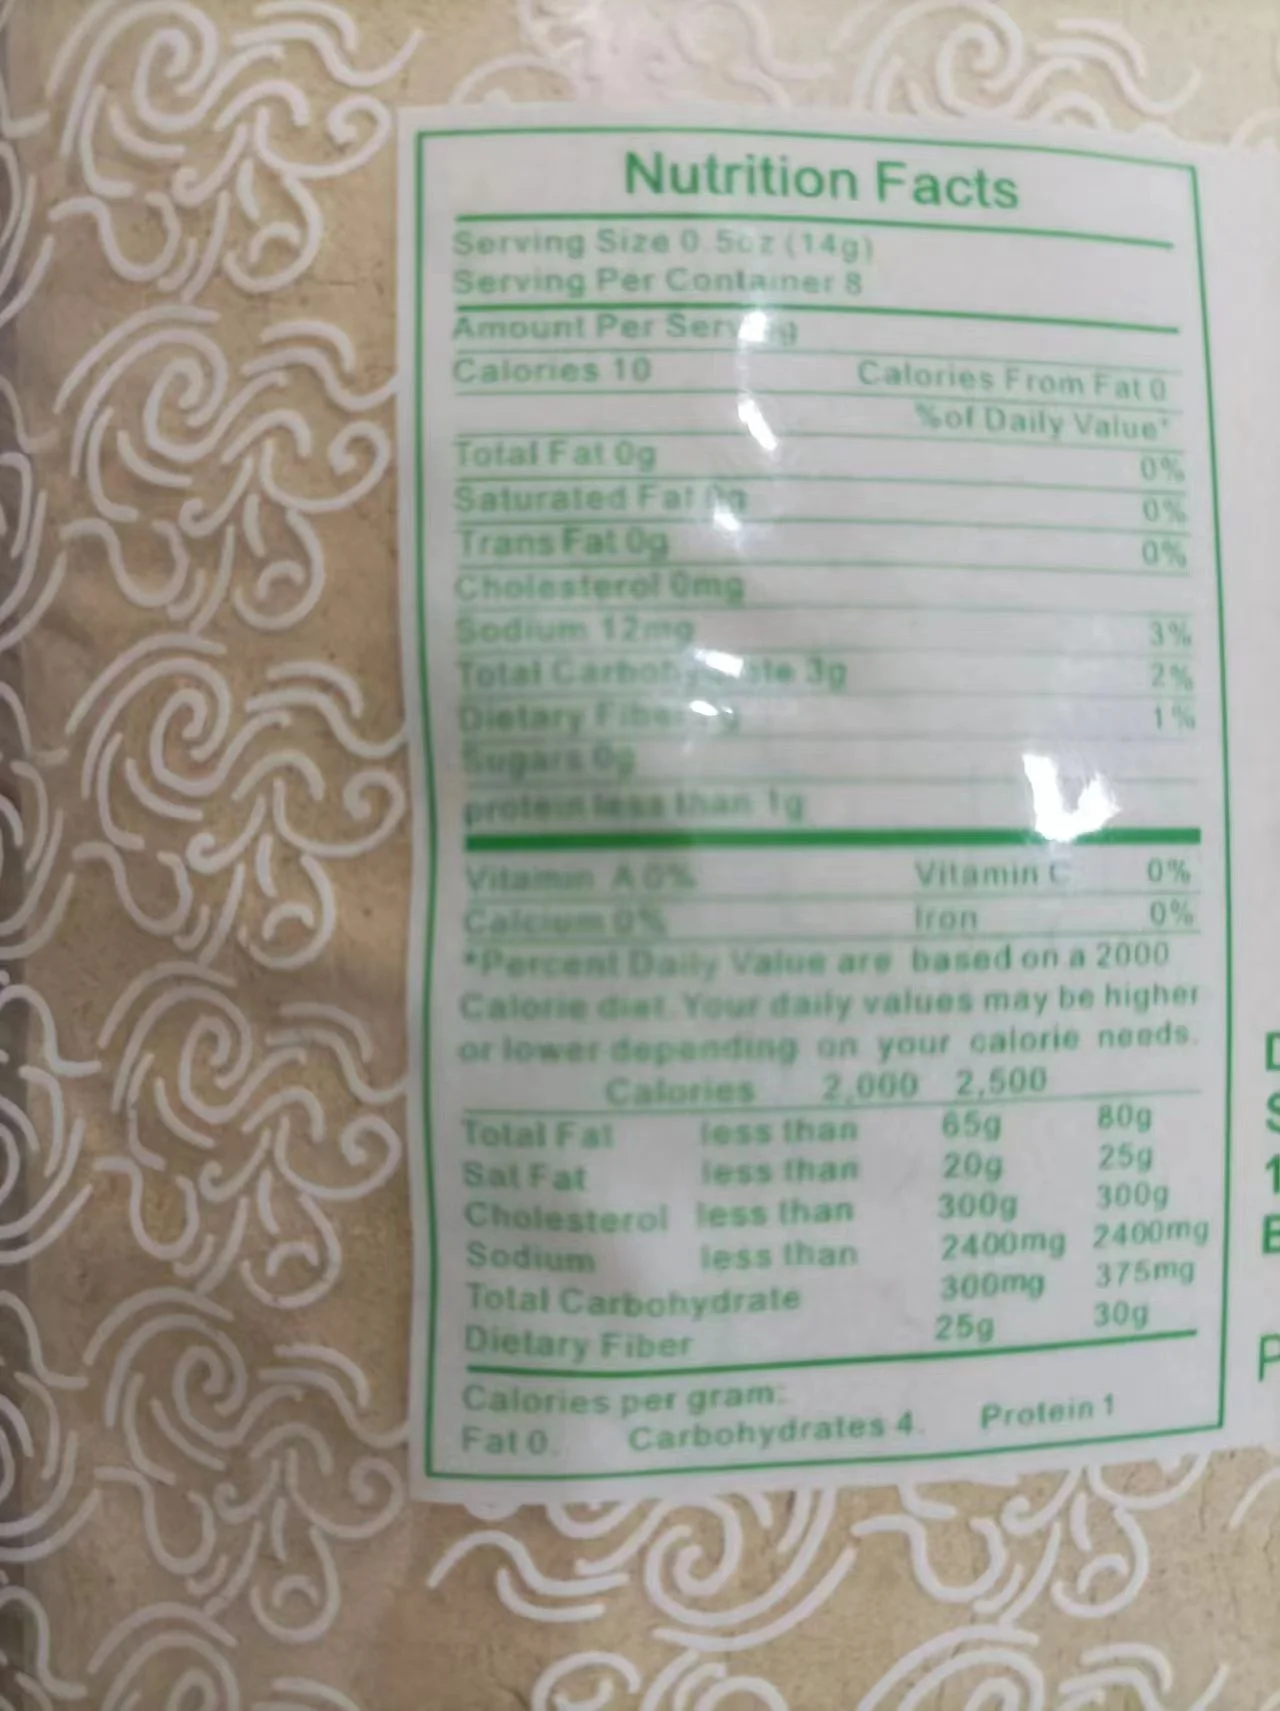 Nutrition Facts
Serving Size 0.5oz (14g)
Serving Per Container 8
Amount Per
Calories 10 Calories From Fat 0
%of Daily Value*
Total Fat 0g 0%
Saturated Fat 0%
Trans Fat 0g 0%
Cholesterol 0mg
Sodium 12mg 3%
Total 3g 2%
Dietary 1%
Sugars 0g
protein less than 1g
Vitamin A 0% Vitamin C 0%
Calcium 0% Iron 0%
*Percent Daily Value are based on a 2000
Calorie diet. Your daily values may be higher
or lower depending on your calorie needs.
Calories 2,000 2,500
Total Fat less than 65g 80g
Sat Fat less than 20g 25g
Cholesterol less than 300g 300g
Sodium less than 2400mg 2400mg
Total Carbohydrate 300mg 375mg
Dietary Fiber 25g 30g
Calories per gram:
Fat 0. Carbohydrates 4. Protein 1